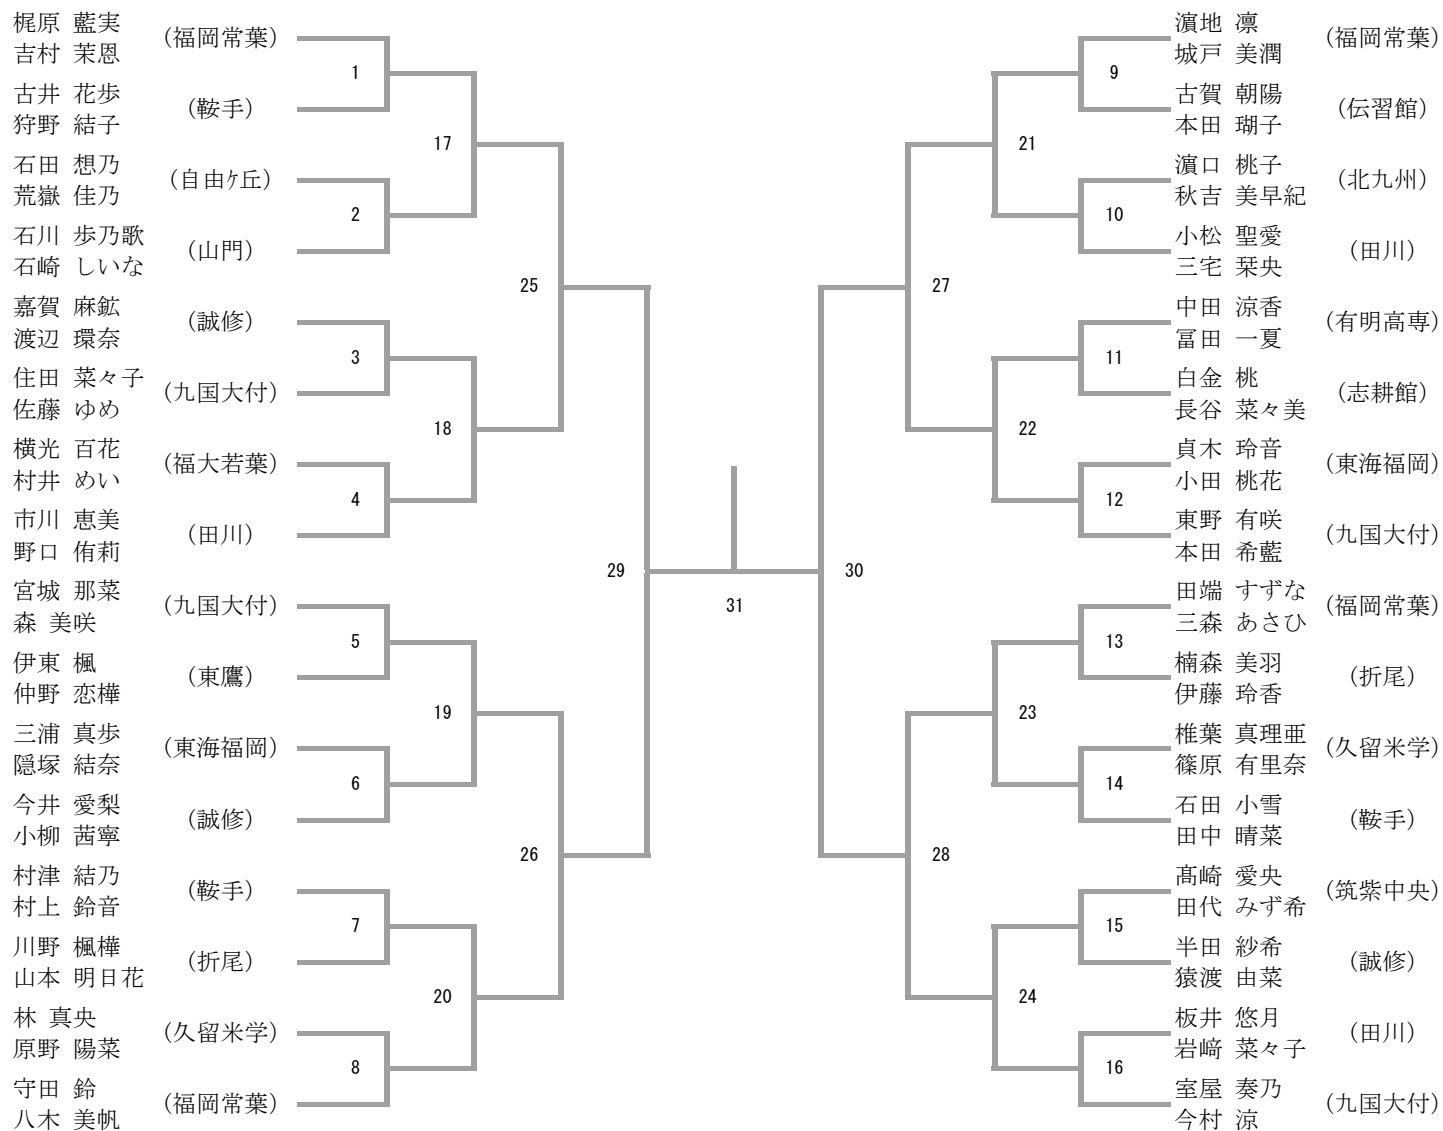 梶原 藍実
吉村 茉恩
(福岡常葉)
1
古井 花歩
狩野 結子
(鞍手)
17
石田 想乃
荒嶽 佳乃
(自由ケ丘)
2
石川 歩乃歌
石崎 しいな
(山門)
25
嘉賀 麻鉱
渡辺 環奈
(誠修)
3
住田 菜々子
佐藤 ゆめ
(九国大付)
18
横光 百花
村井 めい
(福大若葉)
4
市川 恵美
野口 侑莉
(田川)
29
宮城 那菜
森 美咲
(九国大付)
5
伊東 楓
仲野 恋樺
(東鷹)
19
三浦 真歩
隠塚 結奈
(東海福岡)
6
今井 愛梨
小柳 茜寧
(誠修)
26
村津 結乃
村上 鈴音
(鞍手)
7
川野 楓樺
山本 明日花
(折尾)
20
林 真央
原野 陽菜
(久留米学)
8
守田 鈴
八木 美帆
(福岡常葉)
31
濵地 凛
城戸 美潤
(福岡常葉)
9
古賀 朝陽
本田 瑚子
(伝習館)
21
濵口 桃子
秋吉 美早紀
(北九州)
10
小松 聖愛
三宅 栞央
(田川)
27
中田 涼香
冨田 一夏
(有明高専)
11
白金 桃
長谷 菜々美
(志耕館)
22
貞木 玲音
小田 桃花
(東海福岡)
12
東野 有咲
本田 希藍
(九国大付)
30
田端 すずな
三森 あさひ
(福岡常葉)
13
楠森 美羽
伊藤 玲香
(折尾)
23
椎葉 真理亜
篠原 有里奈
(久留米学)
14
石田 小雪
田中 晴菜
(鞍手)
28
髙崎 愛央
田代 みず希
(筑紫中央)
15
半田 紗希
猿渡 由菜
(誠修)
24
板井 悠月
岩﨑 菜々子
(田川)
16
室屋 奏乃
今村 涼
(九国大付)